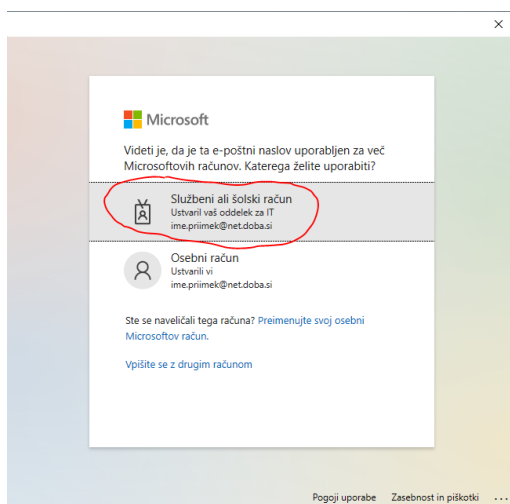 Microsoft
Videti je, da je ta e-poštni naslov uporabljen za več
Microsoftovih računov. Katerega želite uporabiti?
Službeni ali šolski račun
Ustvaril vaš oddelek za IT
ime.priimek@net.doba.si
Osebni račun
Ustvarili vi
ime.priimek@net.doba.si
Ste se naveličali tega računa? Preimenujte svoj osebni
Microsoftov račun.
Vpišite se z drugim računom
Pogoji uporabe Zasebnost in piškotki ...